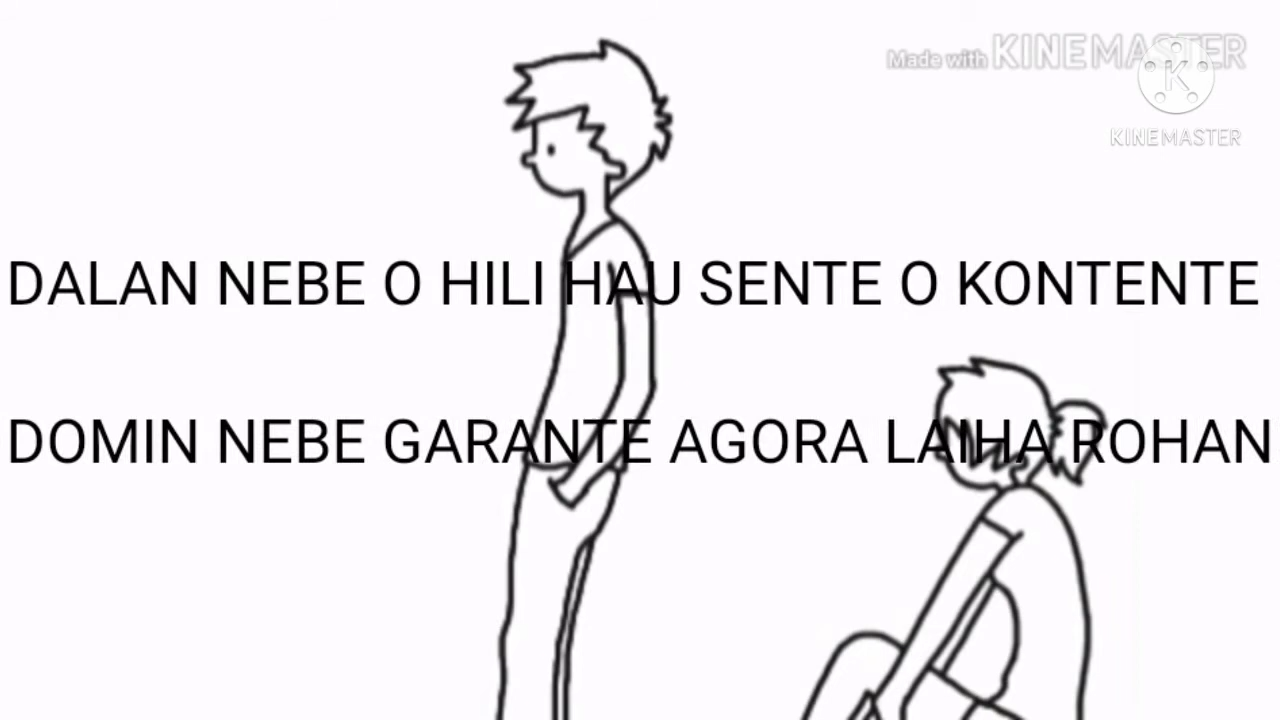 Made with KINEMASTER
KINEMASTER
DALAN NEBE O HILI HAU SENTE O KONTENTE
DOMIN NEBE GARANTE AGORA LAIHA ROHAN